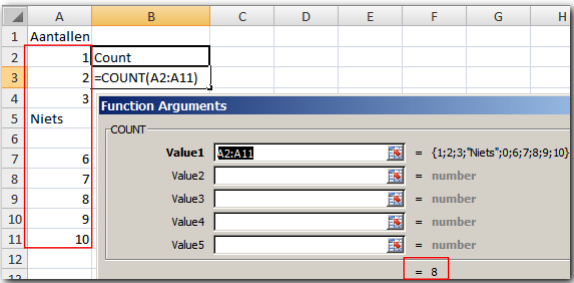 A B C D E F G H
1 Aantallen
2 1 Count
3 2 =COUNT(A2:A11)
4 3
5 Niets
6
7 6
8 7
9 8
10 9
11 10
12
Function Arguments
COUNT
Value1 A2:A11 = {1;2;3;"Niets";0;6;7;8;9;10}
Value2 = number
Value3 = number
Value4 = number
Value5 = number
= 8